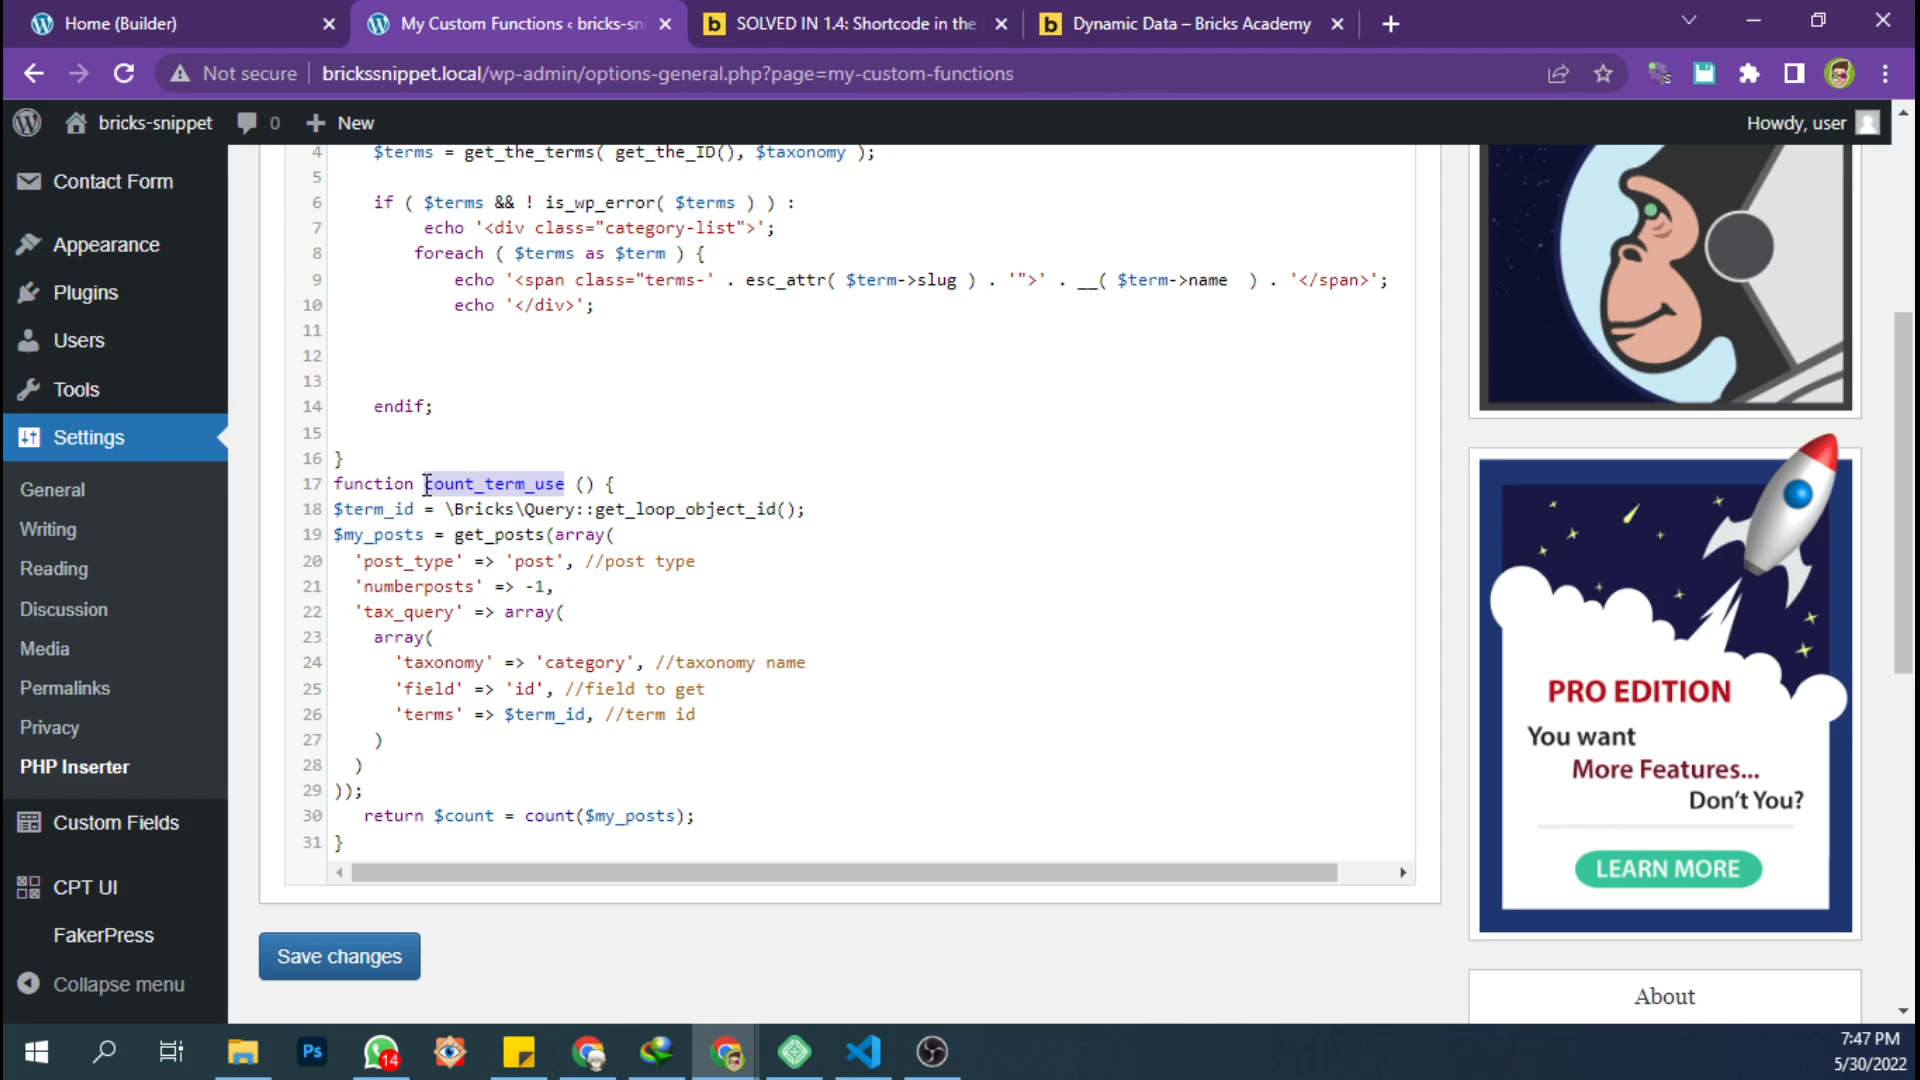 Home (Builder)
My Custom Functions ‹ bricks-sni
SOLVED IN 1.4: Shortcode in the
Dynamic Data – Bricks Academy
Not secure
brickssnippet.local/wp-admin/options-general.php?page=my-custom-functions
bricks-snippet
0
New
Howdy, user
Contact Form
Appearance
Plugins
Users
Tools
Settings
General
Writing
Reading
Discussion
Media
Permalinks
Privacy
PHP Inserter
Custom Fields
CPT UI
FakerPress
Collapse menu
4 $terms = get_the_terms( get_the_ID(), $taxonomy );
5
6 if ( $terms && ! is_wp_error( $terms ) ) :
7 echo '<div class="category-list">';
8 foreach ( $terms as $term ) {
9 echo '<span class="terms-' . esc_attr( $term->slug ) . '">' . __( $term->name  ) . '</span>';
10 echo '</div>';
11
12
13
14 endif;
15
16 }
17 function count_term_use () {
18 $term_id = \Bricks\Query::get_loop_object_id();
19 $my_posts = get_posts(array(
20 'post_type' => 'post', //post type
21 'numberposts' => -1,
22 'tax_query' => array(
23 array(
24 'taxonomy' => 'category', //taxonomy name
25 'field' => 'id', //field to get
26 'terms' => $term_id, //term id
27 )
28 )
29 ));
30 return $count = count($my_posts);
31 }
Save changes
PRO EDITION
You want
More Features...
Don't You?
LEARN MORE
About
Ps
14
7:47 PM
5/30/2022